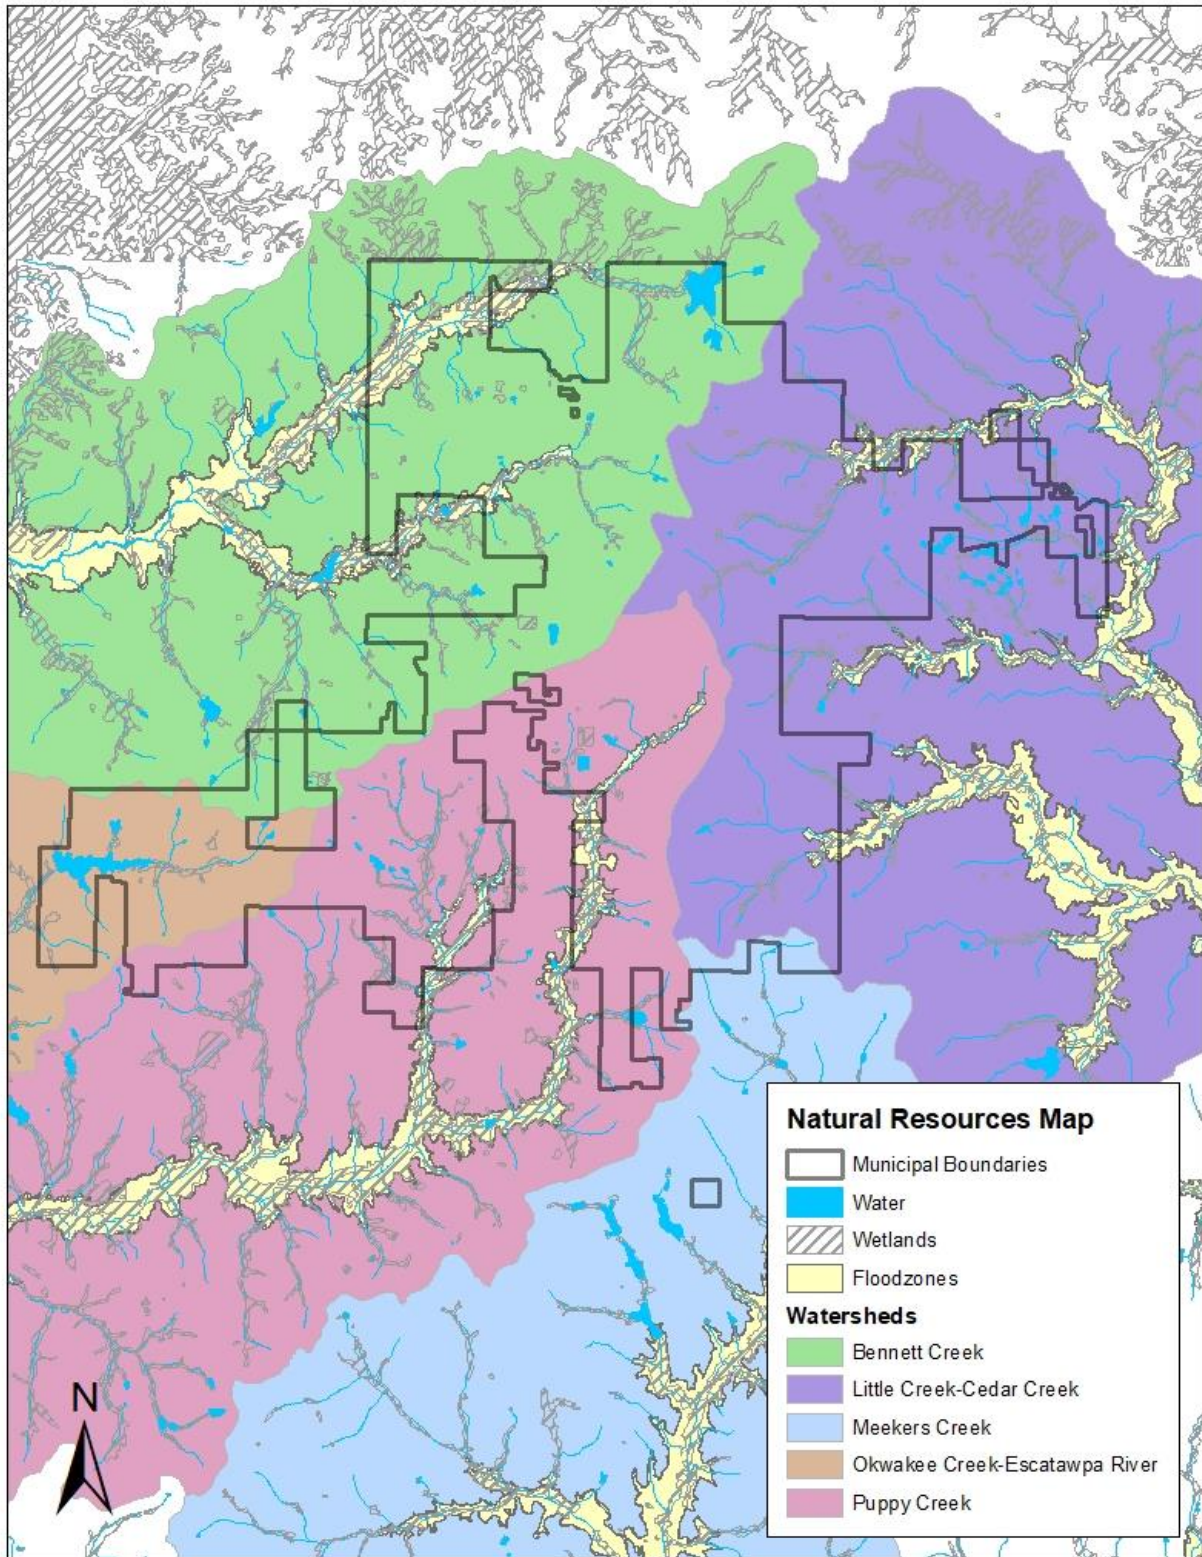 N
Natural Resources Map
Municipal Boundaries
Water
Wetlands
Floodzones
Watersheds
Bennett Creek
Little Creek-Cedar Creek
Meekers Creek
Okwakee Creek-Escatawpa River
Puppy Creek